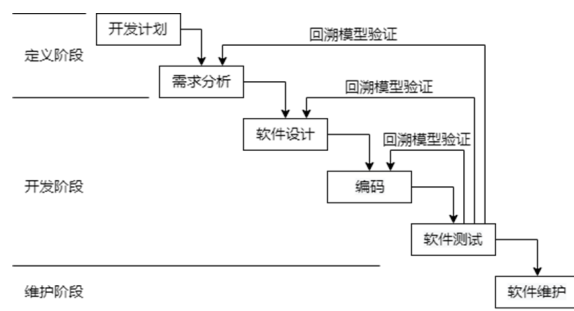 开发计划
回溯模型验证
定义阶段
需求分析
回溯模型验证
软件设计
回溯模型验证
开发阶段
编码
软件测试
维护阶段
软件维护